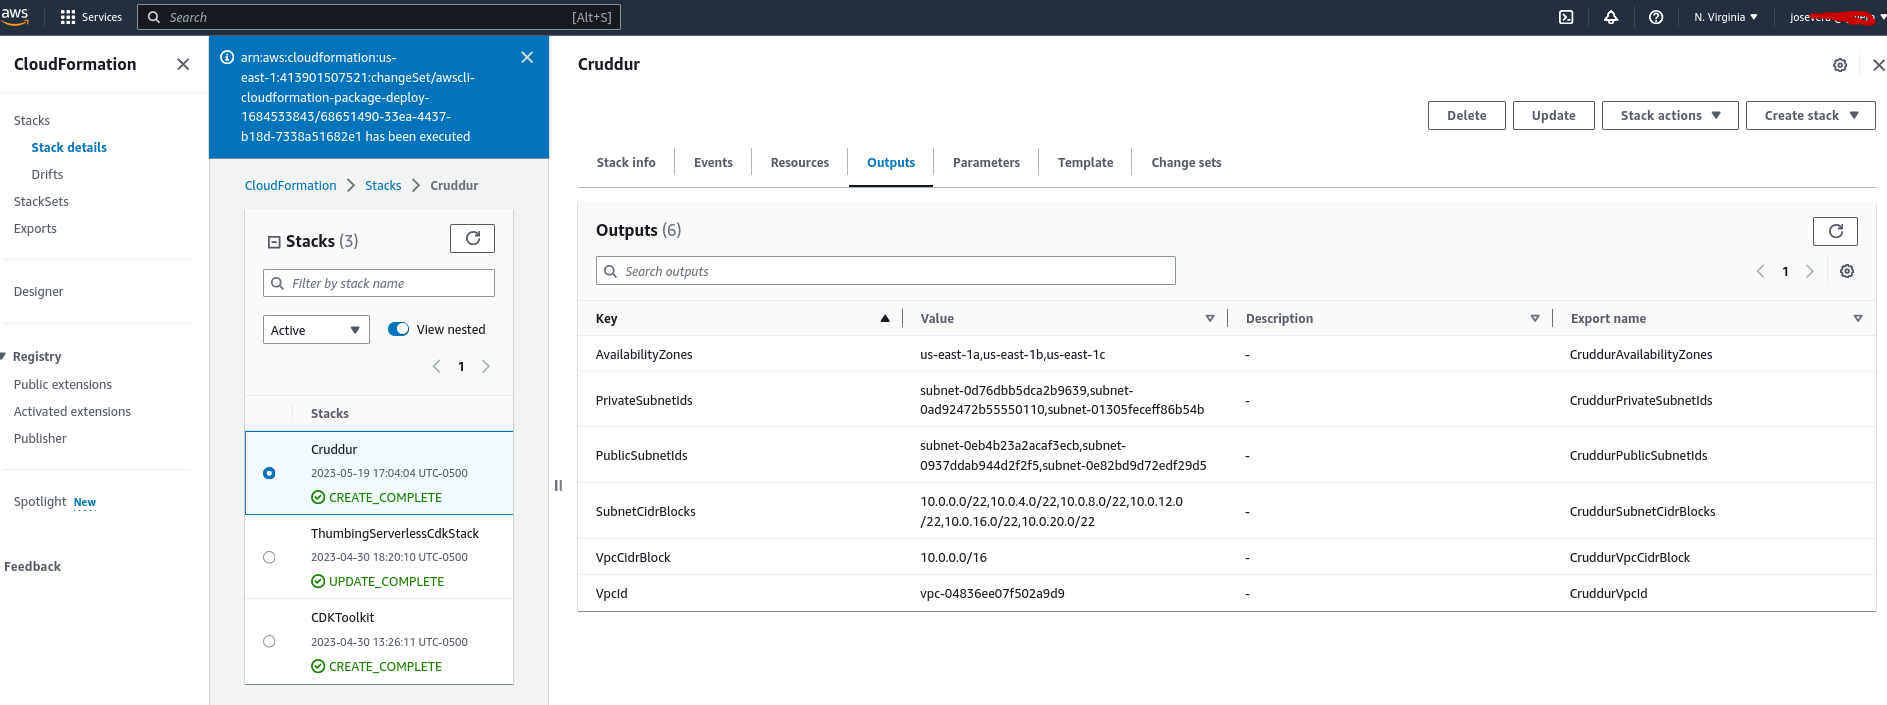 aws
Services
Search
[Alt+S]
N. Virginia
CloudFormation
Stacks
Stack details
Drifts
StackSets
Exports
Designer
Registry
Public extensions
Activated extensions
Publisher
Spotlight New
Feedback
arn:aws:cloudformation:us-
east-1:413901507521:changeSet/awscli-
cloudformation-package-deploy-
1684533843/68651490-33ea-4437-
b18d-7338a51682e1 has been executed
CloudFormation
Stacks
Cruddur
Stacks (3)
Filter by stack name
Active
View nested
1
Stacks
Cruddur
2023-05-19 17:04:04 UTC-0500
CREATE_COMPLETE
ThumbingServerlessCdkStack
2023-04-30 18:20:10 UTC-0500
UPDATE_COMPLETE
CDKToolkit
2023-04-30 13:26:11 UTC-0500
CREATE_COMPLETE
Cruddur
Delete
Update
Stack actions
Create stack
Stack info
Events
Resources
Outputs
Parameters
Template
Change sets
Outputs (6)
Search outputs
1
Key
Value
Description
Export name
AvailabilityZones
us-east-1a,us-east-1b,us-east-1c
-
CruddurAvailabilityZones
PrivateSubnetIds
subnet-0d76dbb5dca2b9639,subnet-
0ad92472b55550110,subnet-01305feceff86b54b
-
CruddurPrivateSubnetIds
PublicSubnetIds
subnet-0eb4b23a2acaf3ecb,subnet-
0937ddab944d2f2f5,subnet-0e82bd9d72edf29d5
-
CruddurPublicSubnetIds
SubnetCidrBlocks
10.0.0.0/22,10.0.4.0/22,10.0.8.0/22,10.0.12.0
/22,10.0.16.0/22,10.0.20.0/22
-
CruddurSubnetCidrBlocks
VpcCidrBlock
10.0.0.0/16
-
CruddurVpcCidrBlock
VpcId
vpc-04836ee07f502a9d9
-
CruddurVpcId